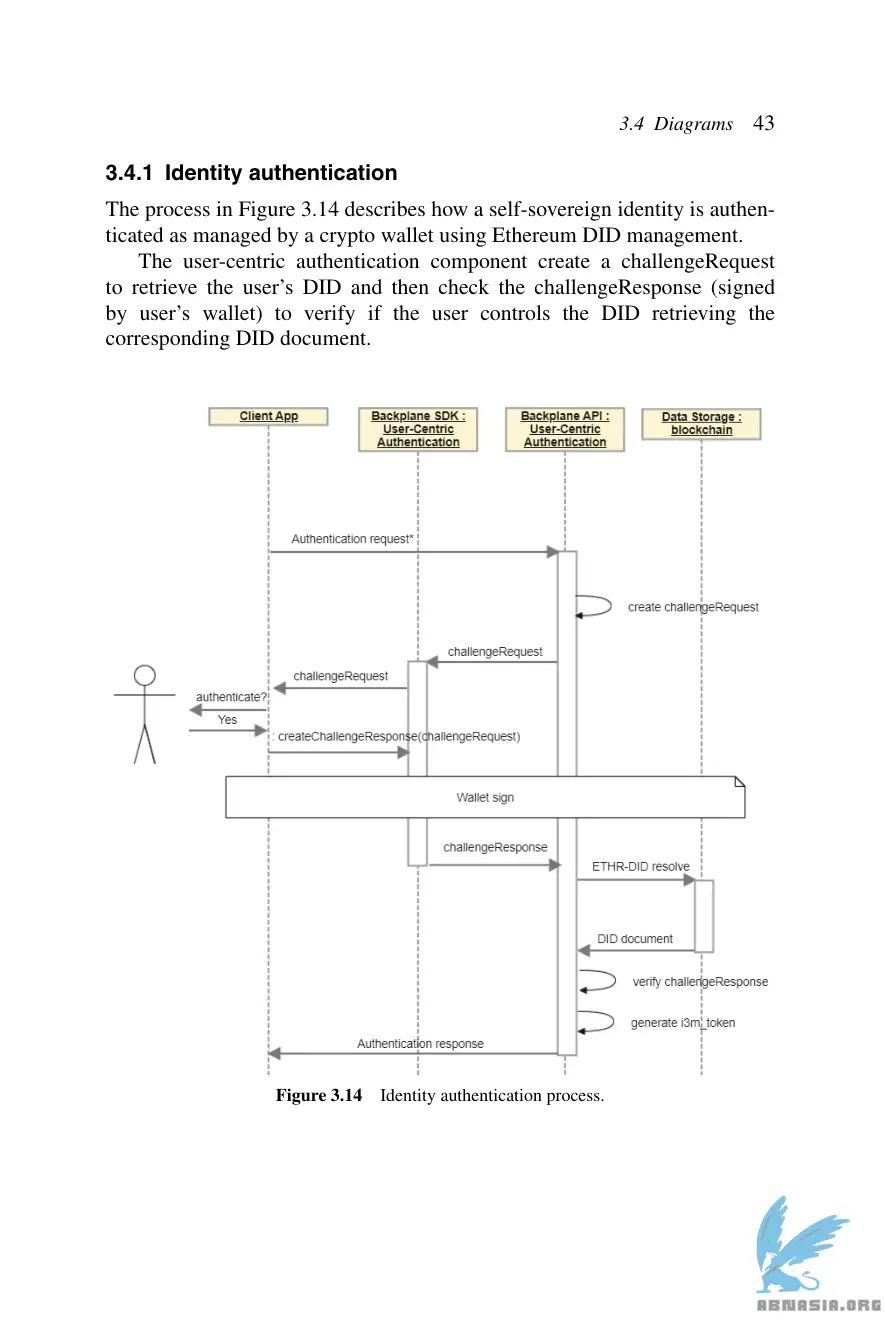 3.4 Diagrams 43
3.4.1 Identity authentication
The process in Figure 3.14 describes how a self-sovereign identity is authen-
ticated as managed by a crypto wallet using Ethereum DID management.
The user-centric authentication component create a challengeRequest
to retrieve the user's DID and then check the challengeResponse (signed
by user's wallet) to verify if the user controls the DID retrieving the
corresponding DID document.
Client App
Backplane SDK :
User-Centric
Authentication
Backplane API :
User-Centric
Authentication
Data Storage :
blockchain
Authentication request*
create challengeRequest
challengeRequest
challengeRequest
authenticate?
Yes
: createChallengeResponse(challengeRequest)
Wallet sign
challengeResponse
ETHR-DID resolve
DID document
verify challengeResponse
generate i3m_token
Authentication response
Figure 3.14 Identity authentication process.
ABNASIA.ORG